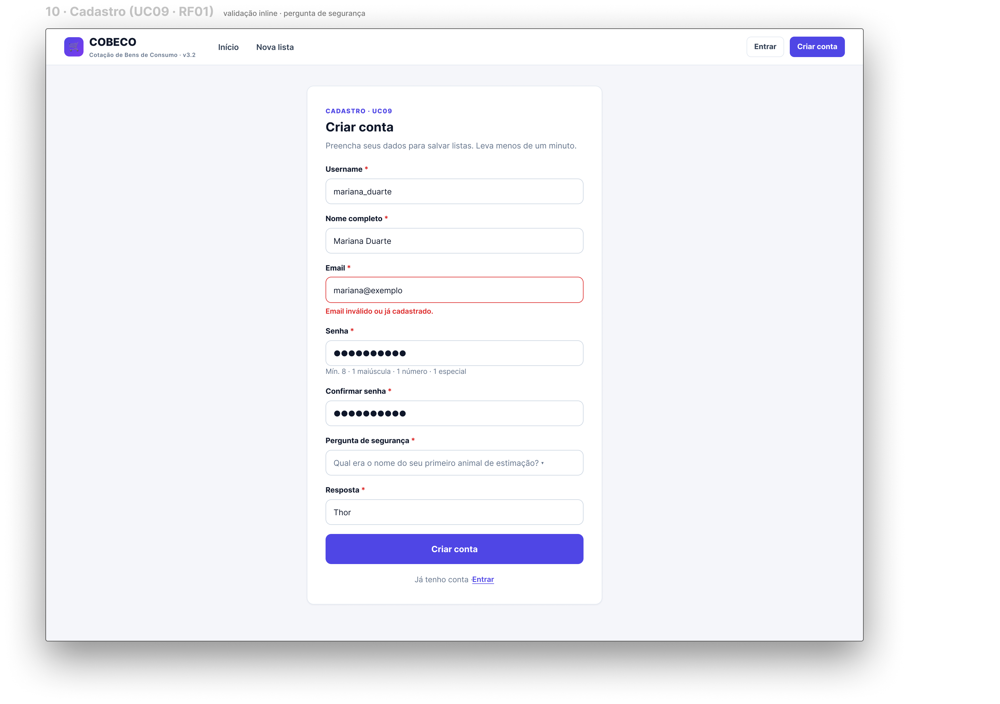 10 · Cadastro (UC09 · RF01) validação inline · pergunta de segurança
COBECO
Cotação de Bens de Consumo · v3.2
Início
Nova lista
Entrar
Criar conta
CADASTRO · UC09
Criar conta
Preencha seus dados para salvar listas. Leva menos de um minuto.
Username *
mariana_duarte
Nome completo *
Mariana Duarte
Email *
mariana@exemplo
Email inválido ou já cadastrado.
Senha *
●●●●●●●●●●
Mín. 8 · 1 maiúscula · 1 número · 1 especial
Confirmar senha *
●●●●●●●●●●
Pergunta de segurança *
Qual era o nome do seu primeiro animal de estimação? ▾
Resposta *
Thor
Criar conta
Já tenho conta ·Entrar